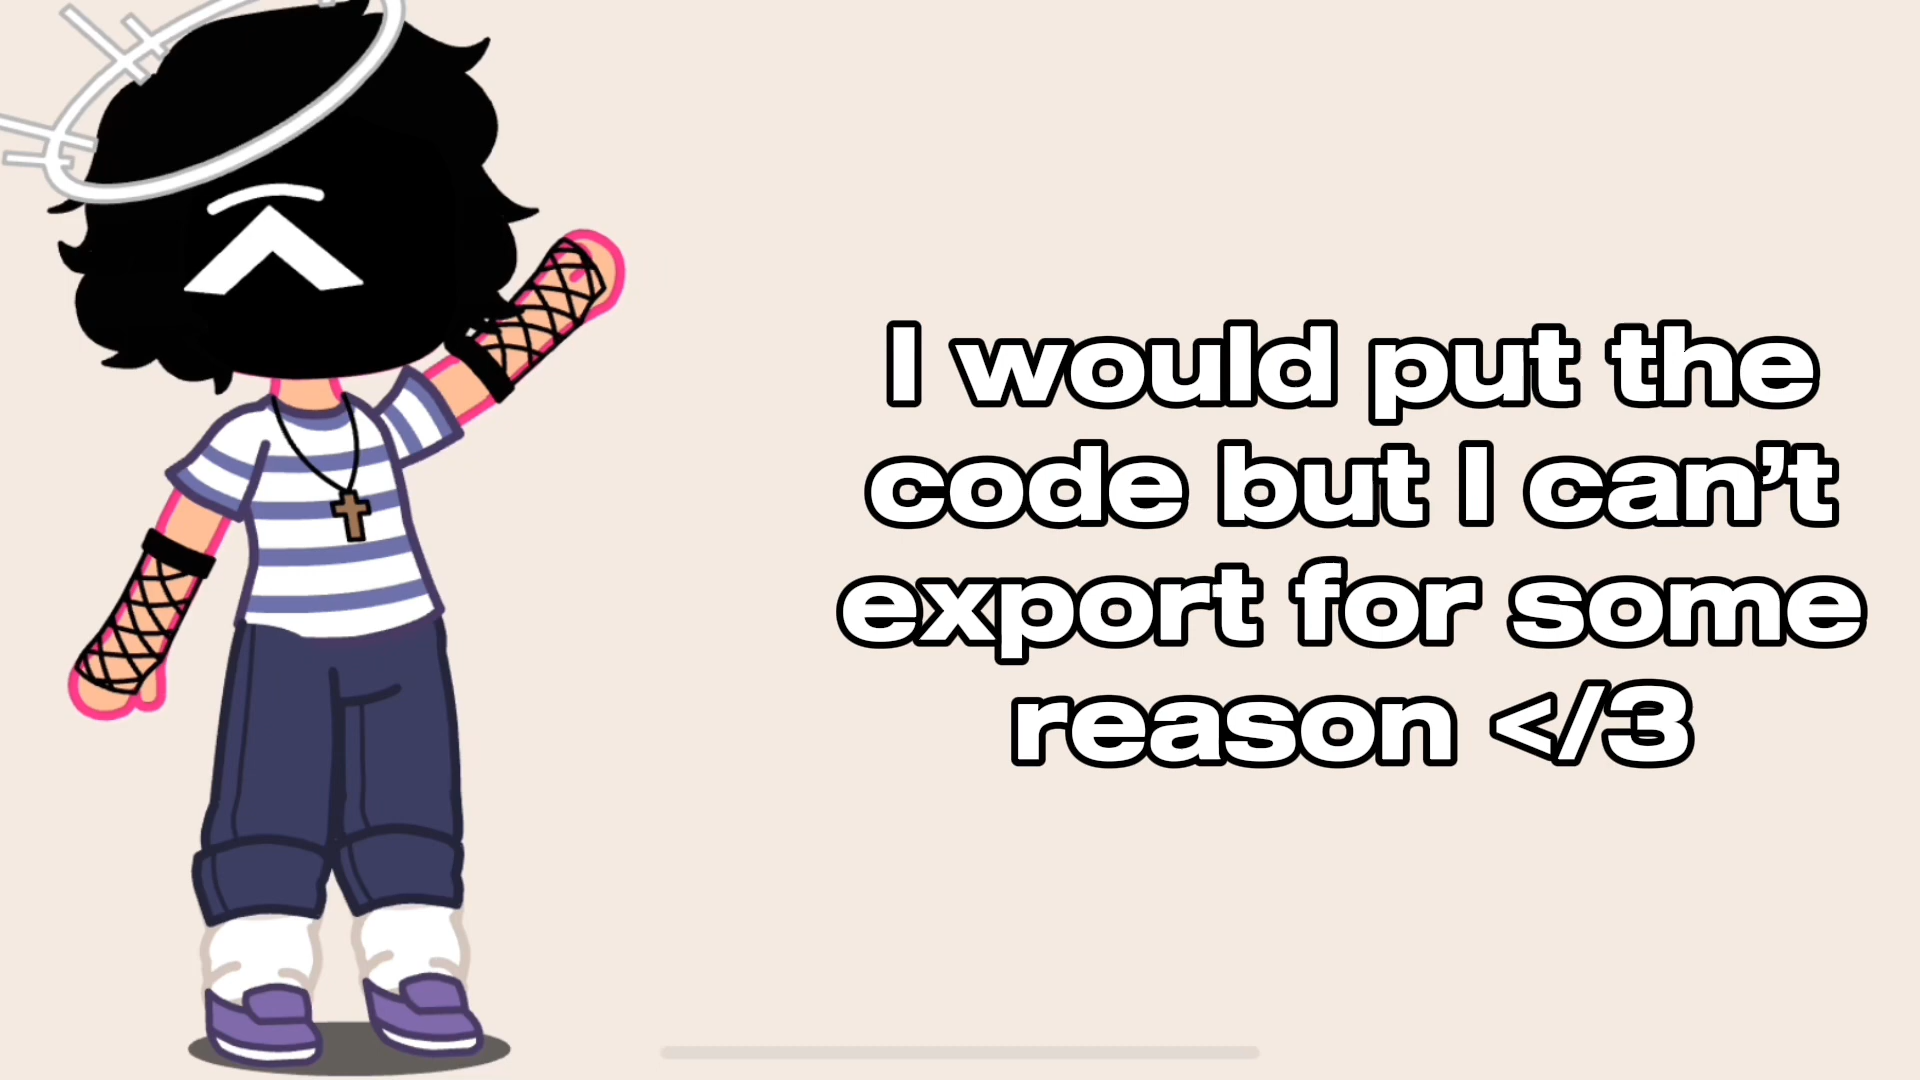 I would put the
code but I can’t
export for some
reason </3